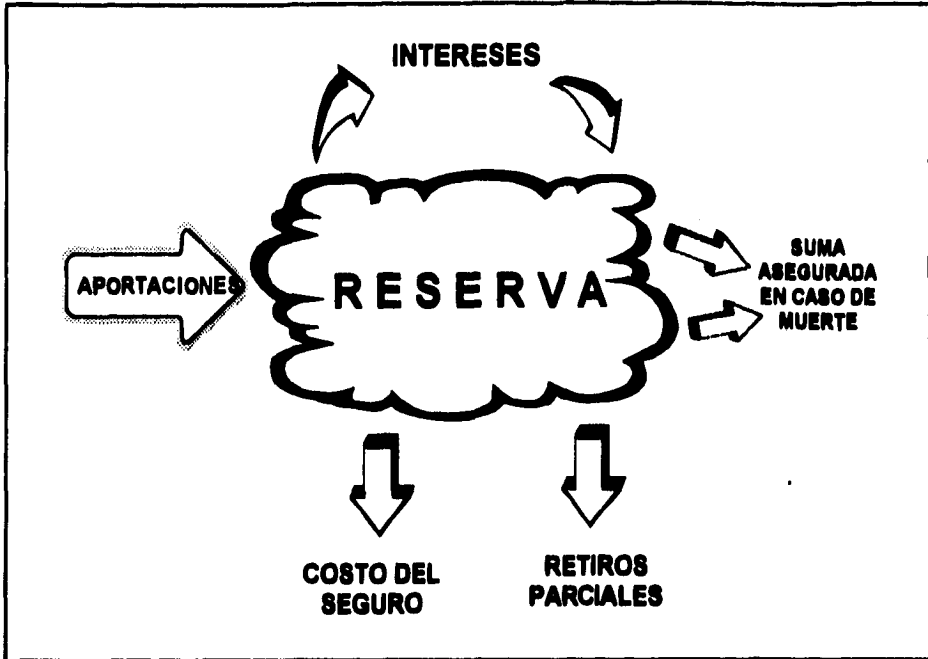 INTERESES
APORTACIONES
RESERVA
SUMA
ASEGURADA
EN CASO DE
MUERTE
COSTO DEL
SEGURO
RETIROS
PARCIALES